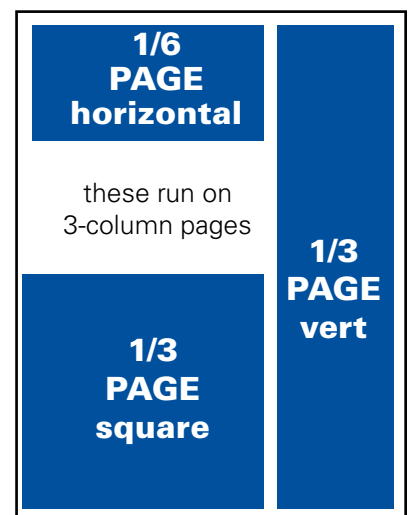 1/6
PAGE
horizontal
these run on
3-column pages
1/3
PAGE
vert
1/3
PAGE
square